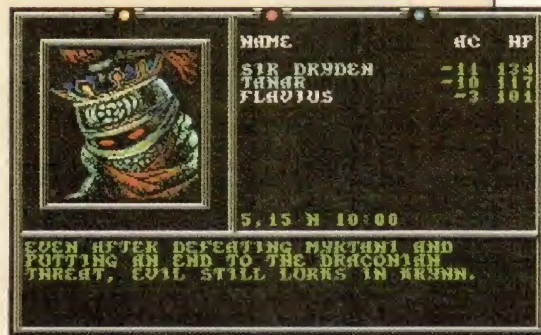 NAME AC HP
SIR DRYDEN -11 134
TANAR -10 117
FLAVIUS -3 101
5,15 N 10:00
EVEN AFTER DEFEATING MYRTANI AND
PUTTING AN END TO THE DRACONIAN
THREAT, EVIL STILL LURKS IN KRYNN.